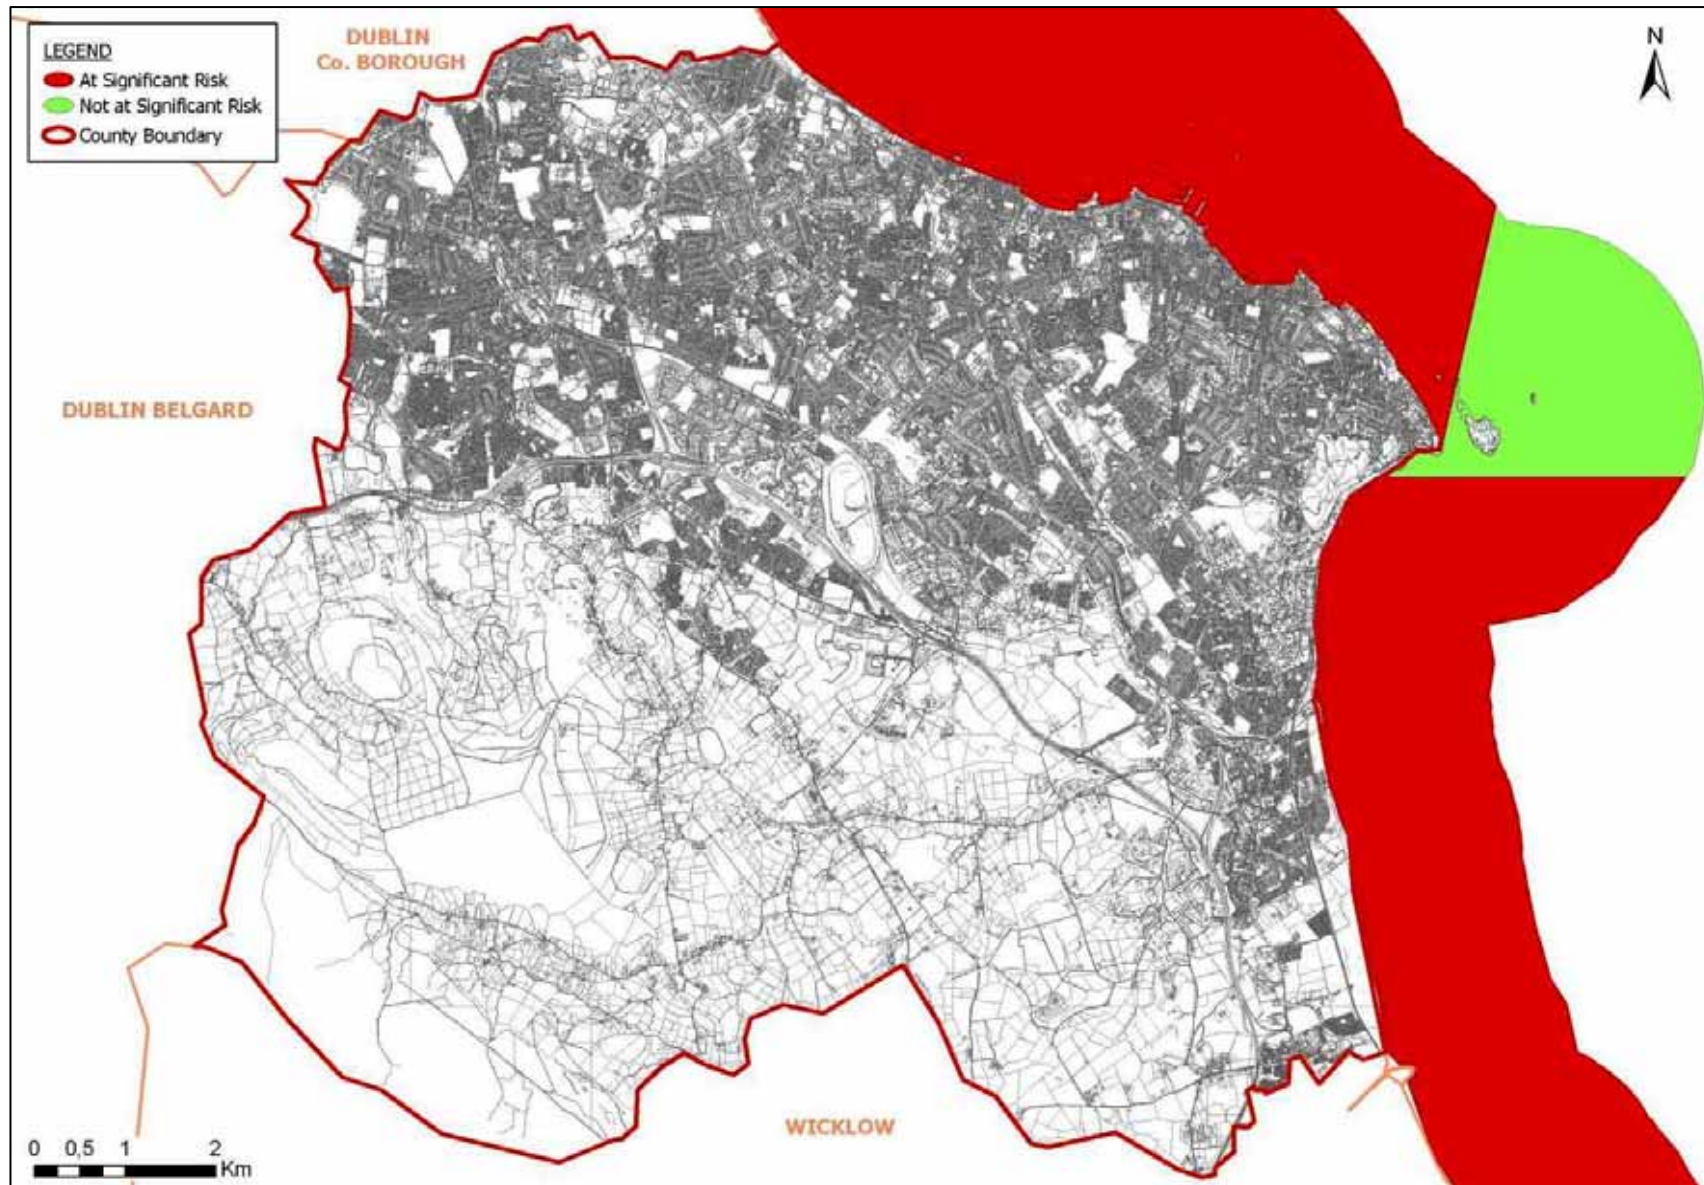 LEGEND
At Significant Risk
Not at Significant Risk
County Boundary
DUBLIN
Co. BOROUGH
N
DUBLIN BELGARD
WICKLOW
0 0,5 1 2
Km